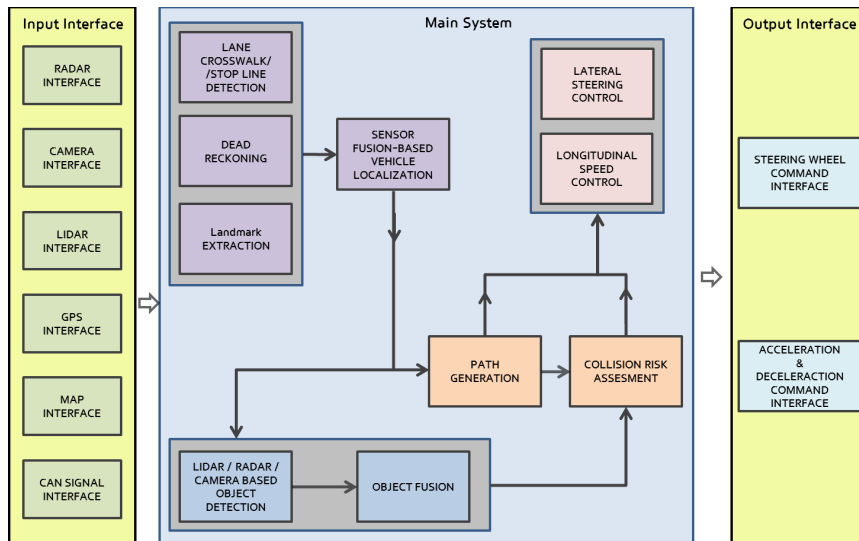 Input Interface
RADAR
INTERFACE
CAMERA
INTERFACE
LIDAR
INTERFACE
GPS
INTERFACE
MAP
INTERFACE
CAN SIGNAL
INTERFACE
Main System
LANE
CROSSWALK/
/STOP LINE
DETECTION
DEAD
RECKONING
Landmark
EXTRACTION
SENSOR
FUSION-BASED
VEHICLE
LOCALIZATION
LATERAL
STEERING
CONTROL
LONGITUDINAL
SPEED
CONTROL
PATH
GENERATION
COLLISION RISK
ASSESMENT
LIDAR / RADAR /
CAMERA BASED
OBJECT
DETECTION
OBJECT FUSION
Output Interface
STEERING WHEEL
COMMAND
INTERFACE
ACCELERATION
&
DECELERACTION
COMMAND
INTERFACE